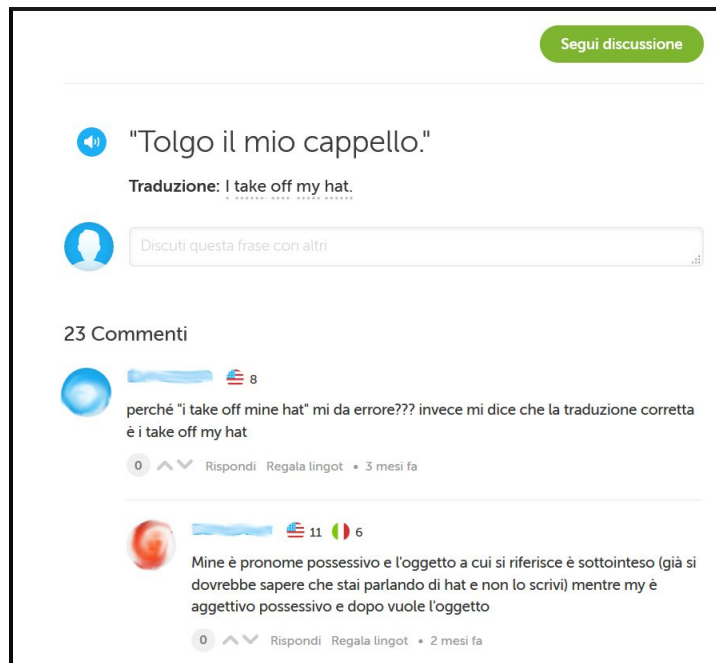 Segui discussione
"Tolgo il mio cappello."
Traduzione: I take off my hat.
Discuti questa frase con altri
23 Commenti
8
perché "i take off mine hat" mi da errore??? invece mi dice che la traduzione corretta
è i take off my hat
0 Rispondi Regala lingot • 3 mesi fa
11 6
Mine è pronome possessivo e l'oggetto a cui si riferisce è sottointeso (già si
dovrebbe sapere che stai parlando di hat e non lo scrivi) mentre my è
aggettivo possessivo e dopo vuole l'oggetto
0 Rispondi Regala lingot • 2 mesi fa